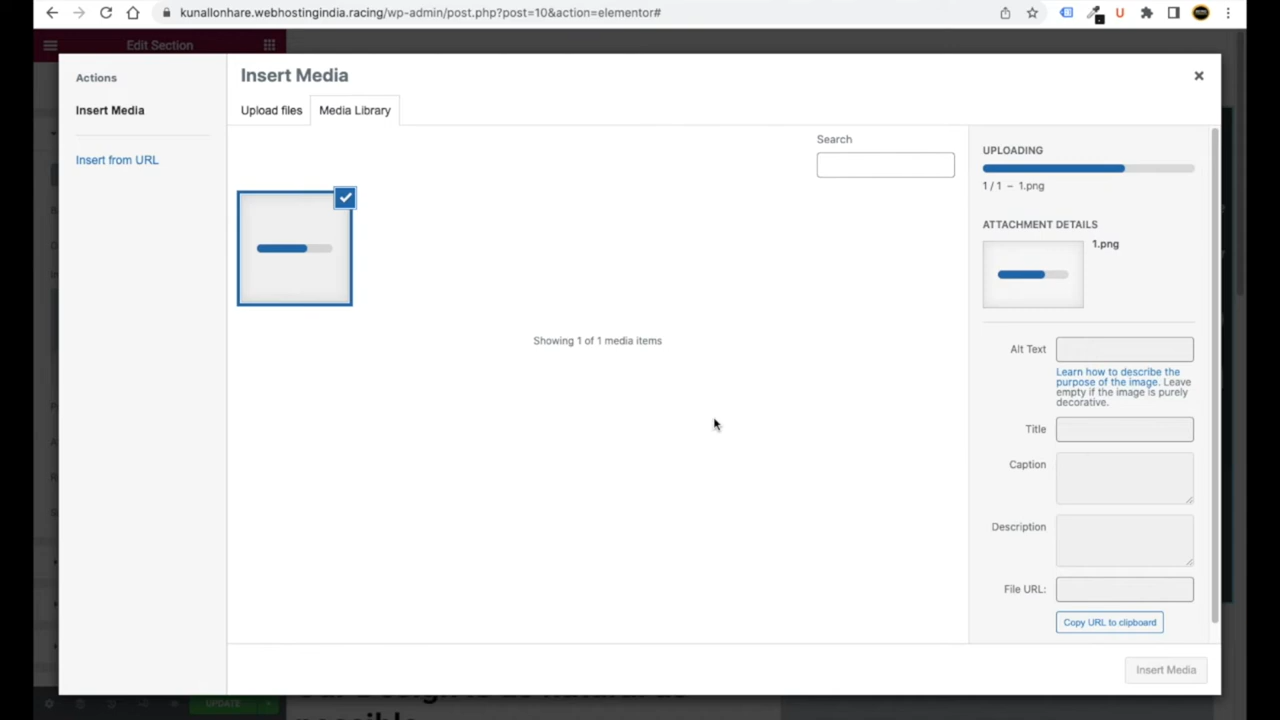 kunallonhare.webhostingindia.racing/wp-admin/post.php?post=10&action=elementor#
Edit Section
Actions
Insert Media
Insert from URL
Insert Media
Upload files
Media Library
Search
Showing 1 of 1 media items
UPLOADING
1 / 1 – 1.png
ATTACHMENT DETAILS
1.png
Alt Text
Learn how to describe the
purpose of the image. Leave
empty if the image is purely
decorative.
Title
Caption
Description
File URL:
Copy URL to clipboard
Insert Media
UPDATE